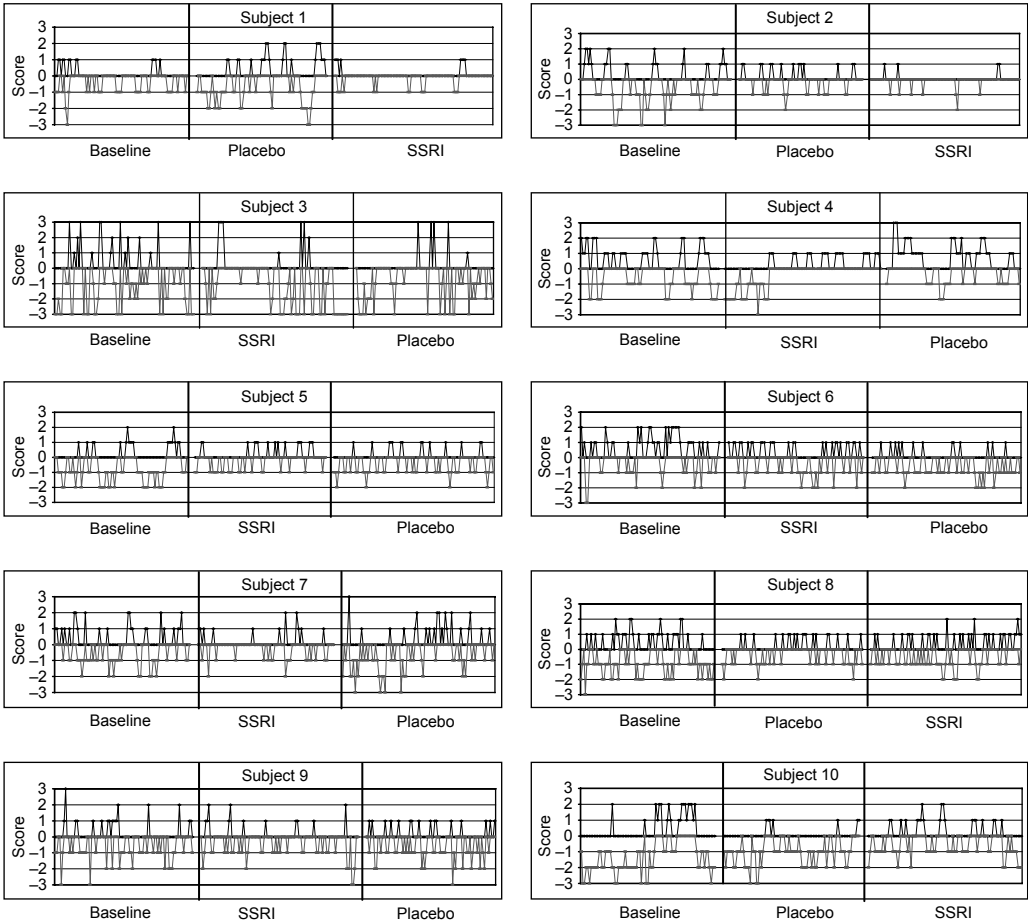 Subject 1
Score
3
2
1
0
–1
–2
–3
Baseline Placebo SSRI
Subject 2
Score
3
2
1
0
–1
–2
–3
Baseline Placebo SSRI
Subject 3
Score
3
2
1
0
–1
–2
–3
Baseline SSRI Placebo
Subject 4
Score
3
2
1
0
–1
–2
–3
Baseline SSRI Placebo
Subject 5
Score
3
2
1
0
–1
–2
–3
Baseline SSRI Placebo
Subject 6
Score
3
2
1
0
–1
–2
–3
Baseline SSRI Placebo
Subject 7
Score
3
2
1
0
–1
–2
–3
Baseline SSRI Placebo
Subject 8
Score
3
2
1
0
–1
–2
–3
Baseline Placebo SSRI
Subject 9
Score
3
2
1
0
–1
–2
–3
Baseline SSRI Placebo
Subject 10
Score
3
2
1
0
–1
–2
–3
Baseline Placebo SSRI